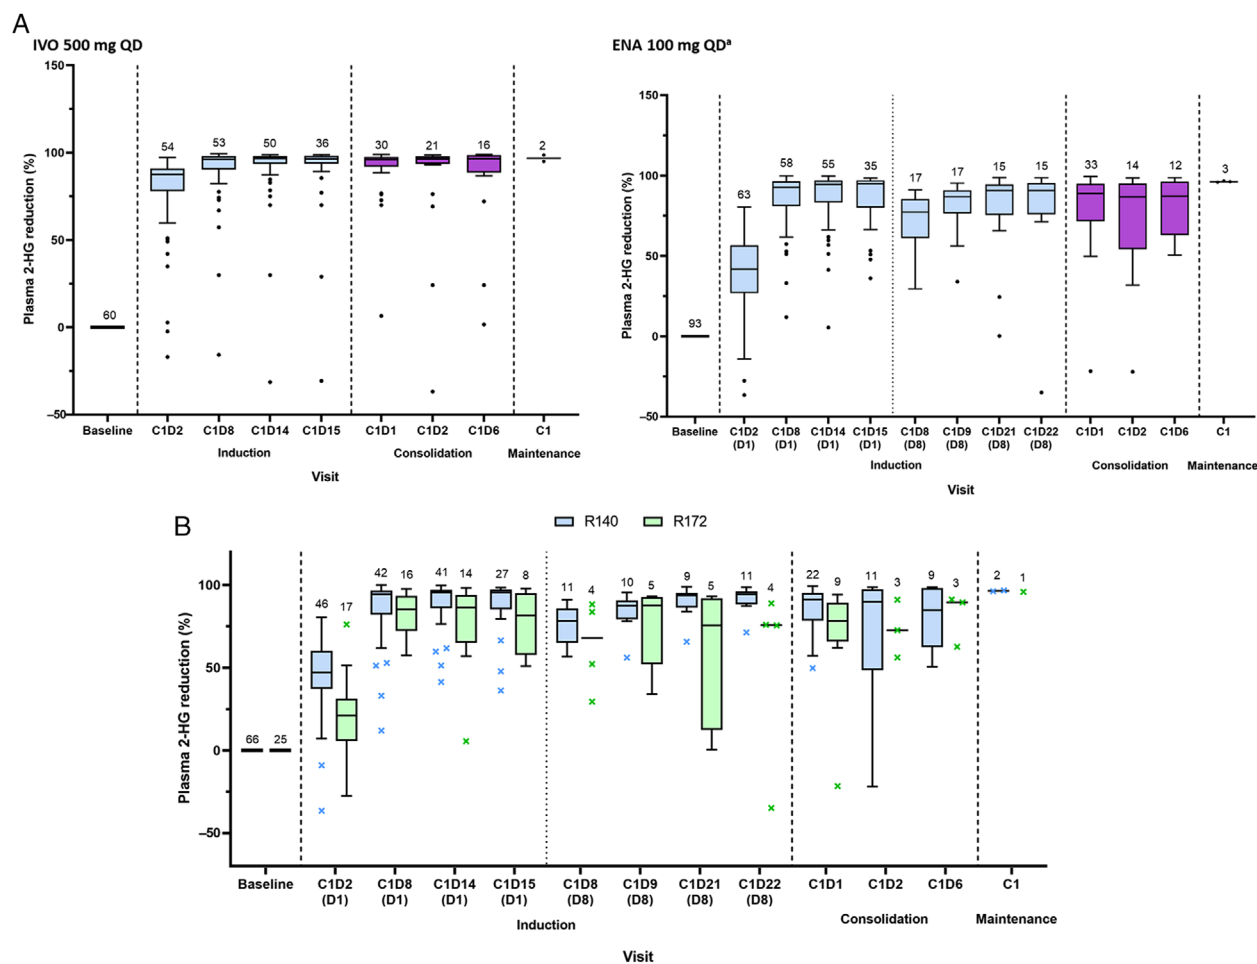 A
IVO 500 mg QD
150
100
50
0
–50
Plasma 2-HG reduction (%)
60
54
53
50
36
30
21
16
2
Baseline
C1D2
C1D8
C1D14
C1D15
C1D1
C1D2
C1D6
C1
Induction
Consolidation
Maintenance
Visit
ENA 100 mg QDᵃ
150
100
50
0
–50
Plasma 2-HG reduction (%)
93
63
58
55
35
17
17
15
15
33
14
12
3
Baseline
C1D2 (D1)
C1D8 (D1)
C1D14 (D1)
C1D15 (D1)
C1D8 (D8)
C1D9 (D8)
C1D21 (D8)
C1D22 (D8)
C1D1
C1D2
C1D6
C1
Induction
Consolidation
Maintenance
Visit
B
R140
R172
100
50
0
–50
Plasma 2-HG reduction (%)
66
25
46
17
42
16
41
14
27
8
11
4
10
5
9
5
11
4
22
9
11
3
9
3
2
1
Baseline
C1D2 (D1)
C1D8 (D1)
C1D14 (D1)
C1D15 (D1)
C1D8 (D8)
C1D9 (D8)
C1D21 (D8)
C1D22 (D8)
C1D1
C1D2
C1D6
C1
Induction
Consolidation
Maintenance
Visit